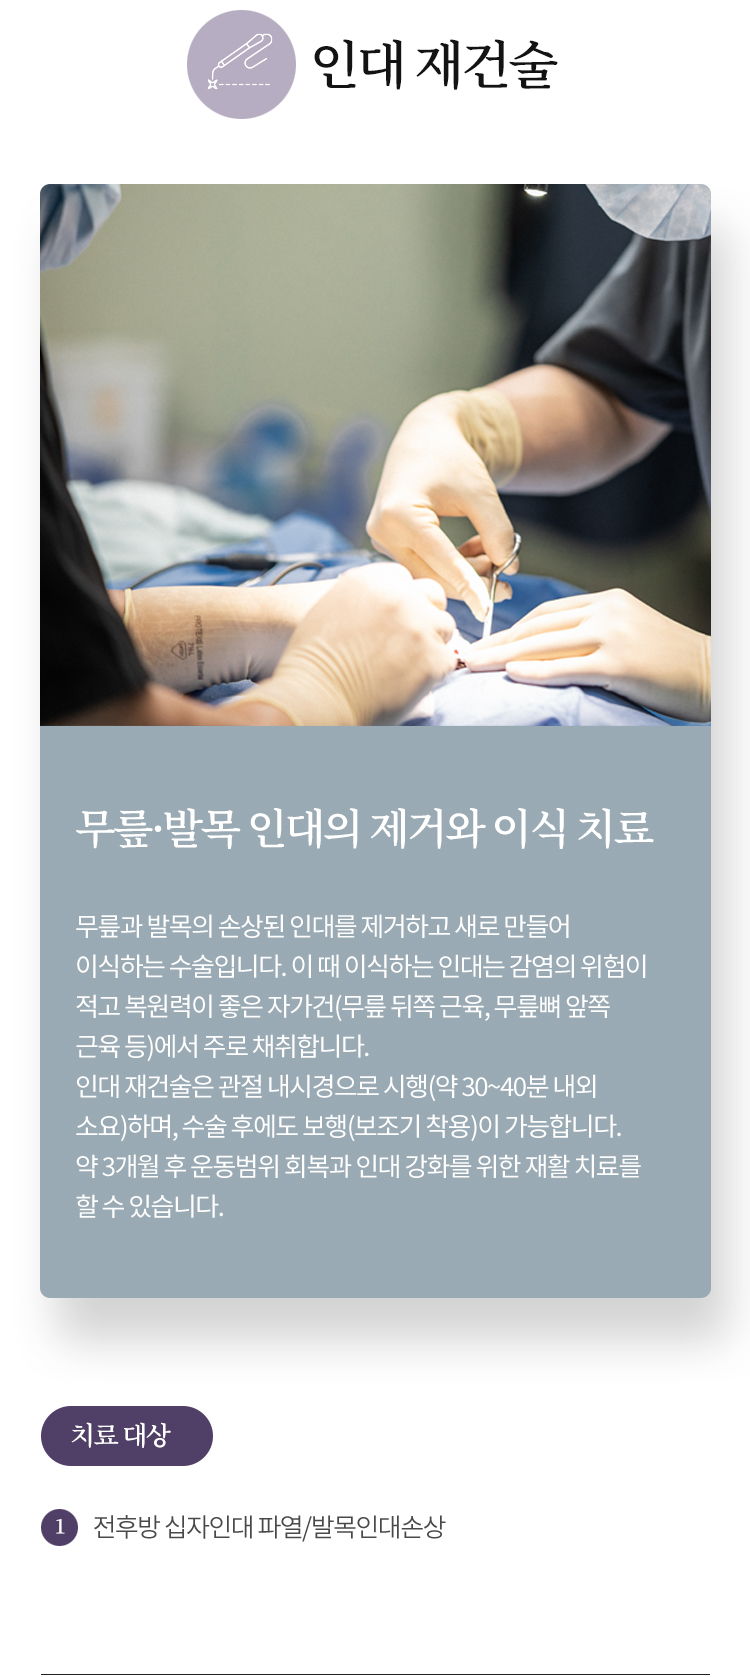 인대 재건술
무릎·발목 인대의 제거와 이식 치료
무릎과 발목의 손상된 인대를 제거하고 새로 만들어
이식하는 수술입니다. 이 때 이식하는 인대는 감염의 위험이
적고 복원력이 좋은 자가건(무릎 뒤쪽 근육, 무릎뼈 앞쪽
근육 등)에서 주로 채취합니다.
인대 재건술은 관절 내시경으로 시행(약 30~40분 내외
소요)하며, 수술 후에도 보행(보조기 착용)이 가능합니다.
약 3개월 후 운동범위 회복과 인대 강화를 위한 재활 치료를
할 수 있습니다.
치료 대상
1 전후방 십자인대 파열/발목인대손상